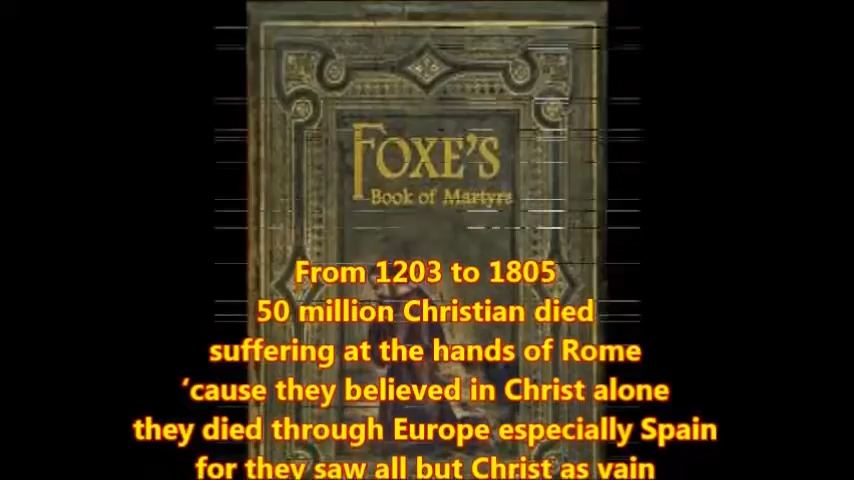 FOXE'S
Book of Martyrs
From 1203 to 1805
50 million Christian died
suffering at the hands of Rome
‘cause they believed in Christ alone
they died through Europe especially Spain
for they saw all but Christ as vain